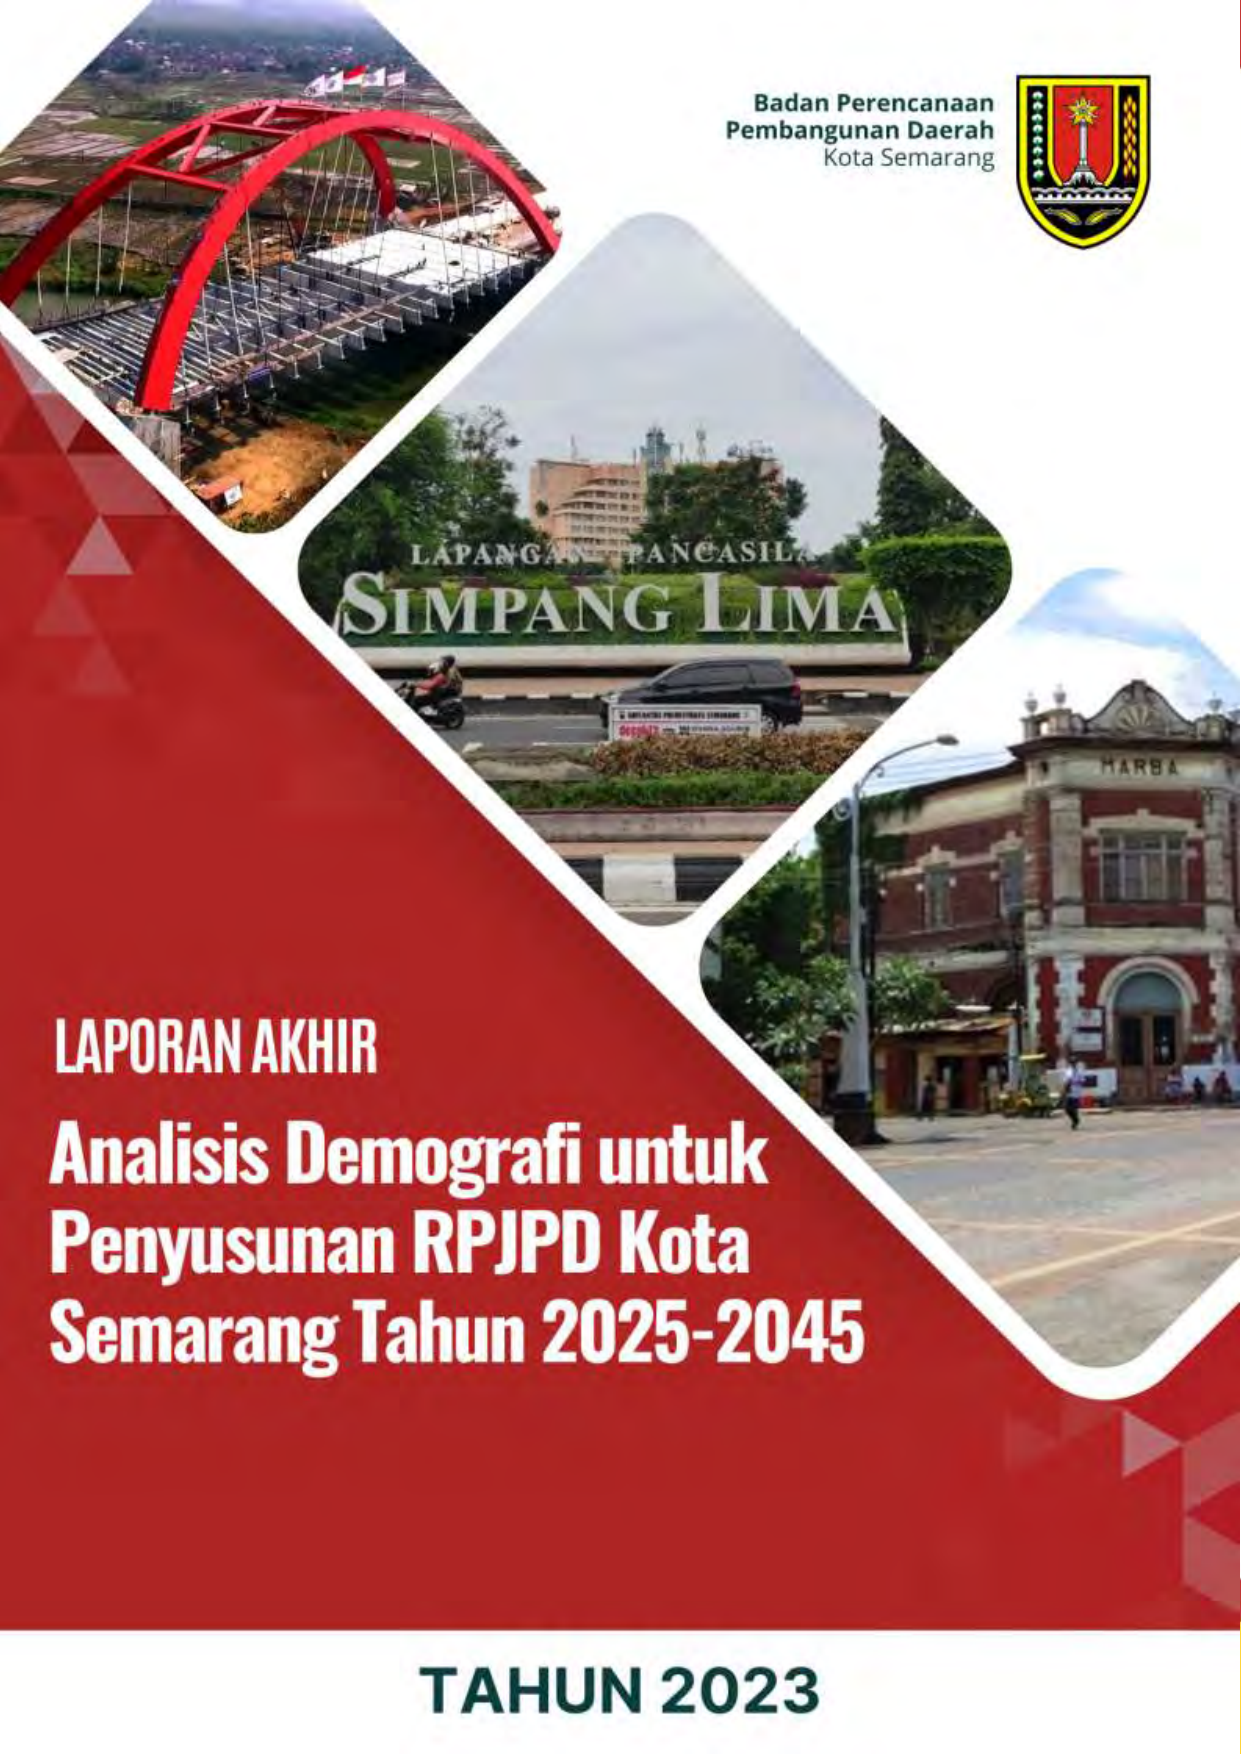 Badan Perencanaan
Pembangunan Daerah
Kota Semarang
LAPANGAN PANCASILA
SIMPANG LIMA
MARBA
LAPORAN AKHIR
Analisis Demografi untuk
Penyusunan RPJPD Kota
Semarang Tahun 2025-2045
TAHUN 2023